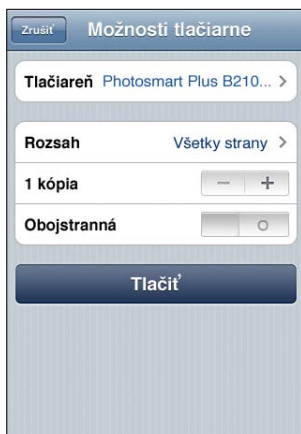 Zrušiť Možnosti tlačiarne
Tlačiareň Photosmart Plus B210... >
Rozsah Všetky strany >
1 kópia − +
Obojstranná
Tlačiť